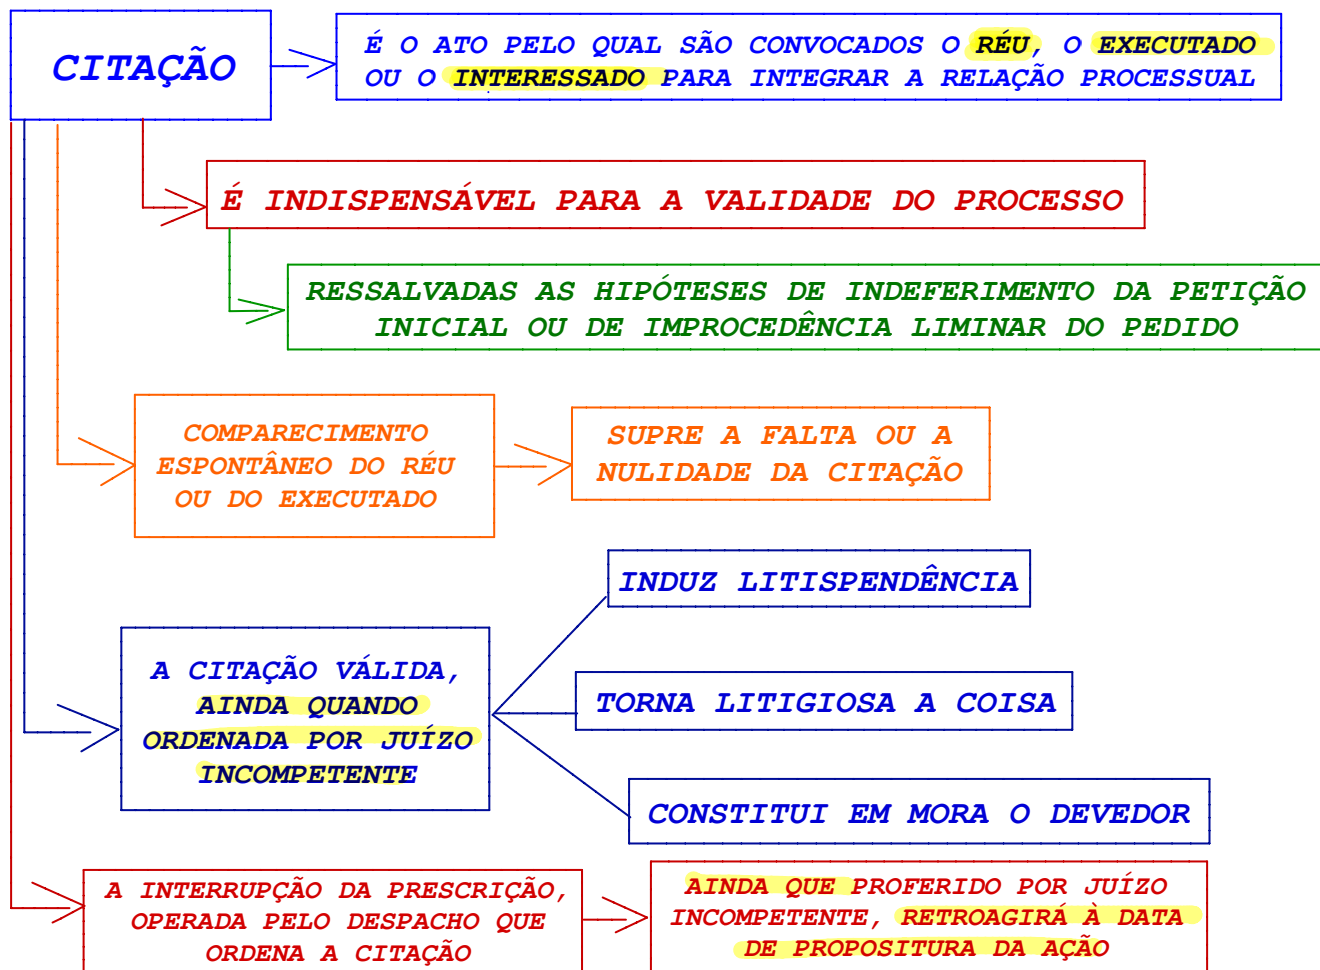 CITAÇÃO
É O ATO PELO QUAL SÃO CONVOCADOS O RÉU, O EXECUTADO
OU O INTERESSADO PARA INTEGRAR A RELAÇÃO PROCESSUAL
É INDISPENSÁVEL PARA A VALIDADE DO PROCESSO
RESSALVADAS AS HIPÓTESES DE INDEFERIMENTO DA PETIÇÃO
INICIAL OU DE IMPROCEDÊNCIA LIMINAR DO PEDIDO
COMPARECIMENTO
ESPONTÂNEO DO RÉU
OU DO EXECUTADO
SUPRE A FALTA OU A
NULIDADE DA CITAÇÃO
A CITAÇÃO VÁLIDA,
AINDA QUANDO
ORDENADA POR JUÍZO
INCOMPETENTE
INDUZ LITISPENDÊNCIA
TORNA LITIGIOSA A COISA
CONSTITUI EM MORA O DEVEDOR
A INTERRUPÇÃO DA PRESCRIÇÃO,
OPERADA PELO DESPACHO QUE
ORDENA A CITAÇÃO
AINDA QUE PROFERIDO POR JUÍZO
INCOMPETENTE, RETROAGIRÁ À DATA
DE PROPOSITURA DA AÇÃO